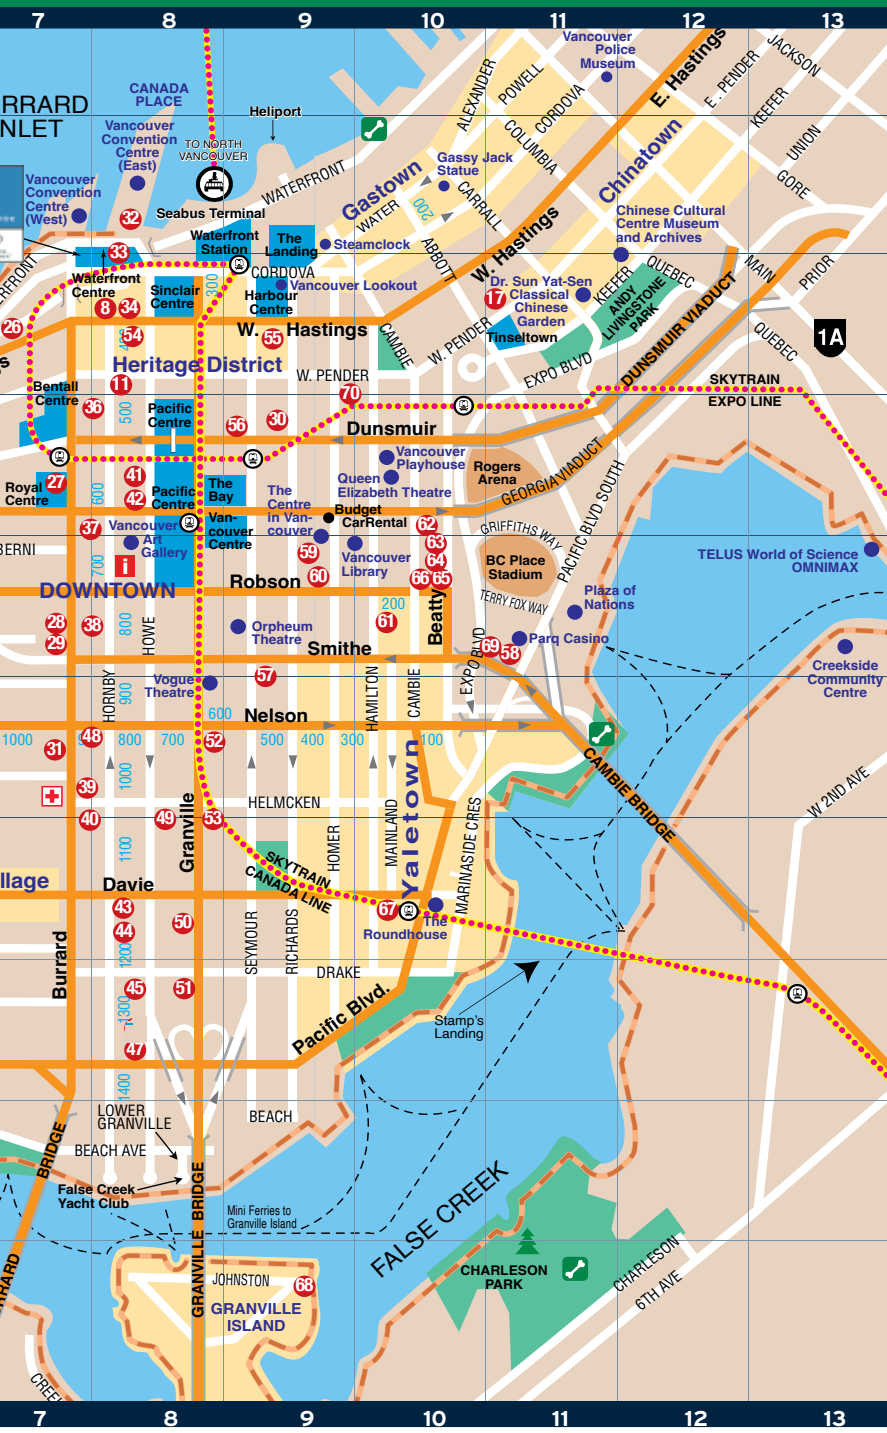 7 8 9 10 11 12 13
Vancouver
Police
Museum
JACKSON
E. Hastings
E. PENDER
KEEFER
UNION
GORE
ALEXANDER
POWELL
CORDOVA
COLUMBIA
CANADA
PLACE
RRARD
NLET
Heliport
Vancouver
Convention
Centre
(East)
TO NORTH
VANCOUVER
Vancouver
Convention
Centre
(West)
32
Seabus Terminal
WATERFRONT
Gastown
WATER
Gassy Jack
Statue
200
CARRALL
ABBOTT
Chinatown
Chinese Cultural
Centre Museum
and Archives
W. Hastings
33
Waterfront
Station
The
Landing
Steamclock
CORDOVA
Vancouver Lookout
Waterfront
Centre
Sinclair
Centre
300
Harbour
Centre
Dr. Sun Yat-Sen
Classical
Chinese
Garden
17
KEEFER
QUEBEC
ANDY
LIVINGSTONE
PARK
MAIN
PRIOR
8
34
26
54
W. Hastings
55
CAMBIE
W. PENDER
Tinseltown
EXPO BLVD
DUNSMUIR VIADUCT
QUEBEC
1A
Heritage District
W. PENDER
SKYTRAIN
EXPO LINE
Bentall
Centre
11
36
500
Pacific
Centre
56
30
70
Dunsmuir
Royal
Centre
27
41
42
600
Pacific
Centre
The
Bay
Van-
couver
Centre
The
Centre
in Van-
couver
Vancouver
Playhouse
Queen
Elizabeth Theatre
Budget
CarRental
Rogers
Arena
GEORGIA VIADUCT
PACIFIC BLVD SOUTH
37
Vancouver
Art
Gallery
BERNI
i
700
59
60
Vancouver
Library
62
63
64
66
65
GRIFFITHS WAY
BC Place
Stadium
TERRY FOX WAY
TELUS World of Science
OMNIMAX
Plaza of
Nations
DOWNTOWN
Robson
200
61
Beatty
28
29
38
800
HOWE
Orpheum
Theatre
Smithe
EXPO BLVD
69
58
Parq Casino
Creekside
Community
Centre
HORNBY
900
Vogue
Theatre
57
HAMILTON
CAMBIE
600
Nelson
1000
31
48
800
700
52
500
400
300
100
CAMBIE BRIDGE
W 2ND AVE
39
1000
40
49
Granville
53
HELMCKEN
HOMER
MAINLAND
Yaletown
MARINASIDE CRES
1100
SKYTRAIN
CANADA LINE
llage
Davie
43
44
50
67
The
Roundhouse
Burrard
1200
SEYMOUR
RICHARDS
DRAKE
45
51
1300
Pacific Blvd.
Stamp's
Landing
47
1400
LOWER
GRANVILLE
BEACH
BEACH AVE
BRIDGE
RRARD
False Creek
Yacht Club
GRANVILLE BRIDGE
Mini Ferries to
Granville Island
FALSE CREEK
JOHNSTON
68
GRANVILLE
ISLAND
CHARLESON
PARK
CHARLESON
6TH AVE
7 8 9 10 11 12 13